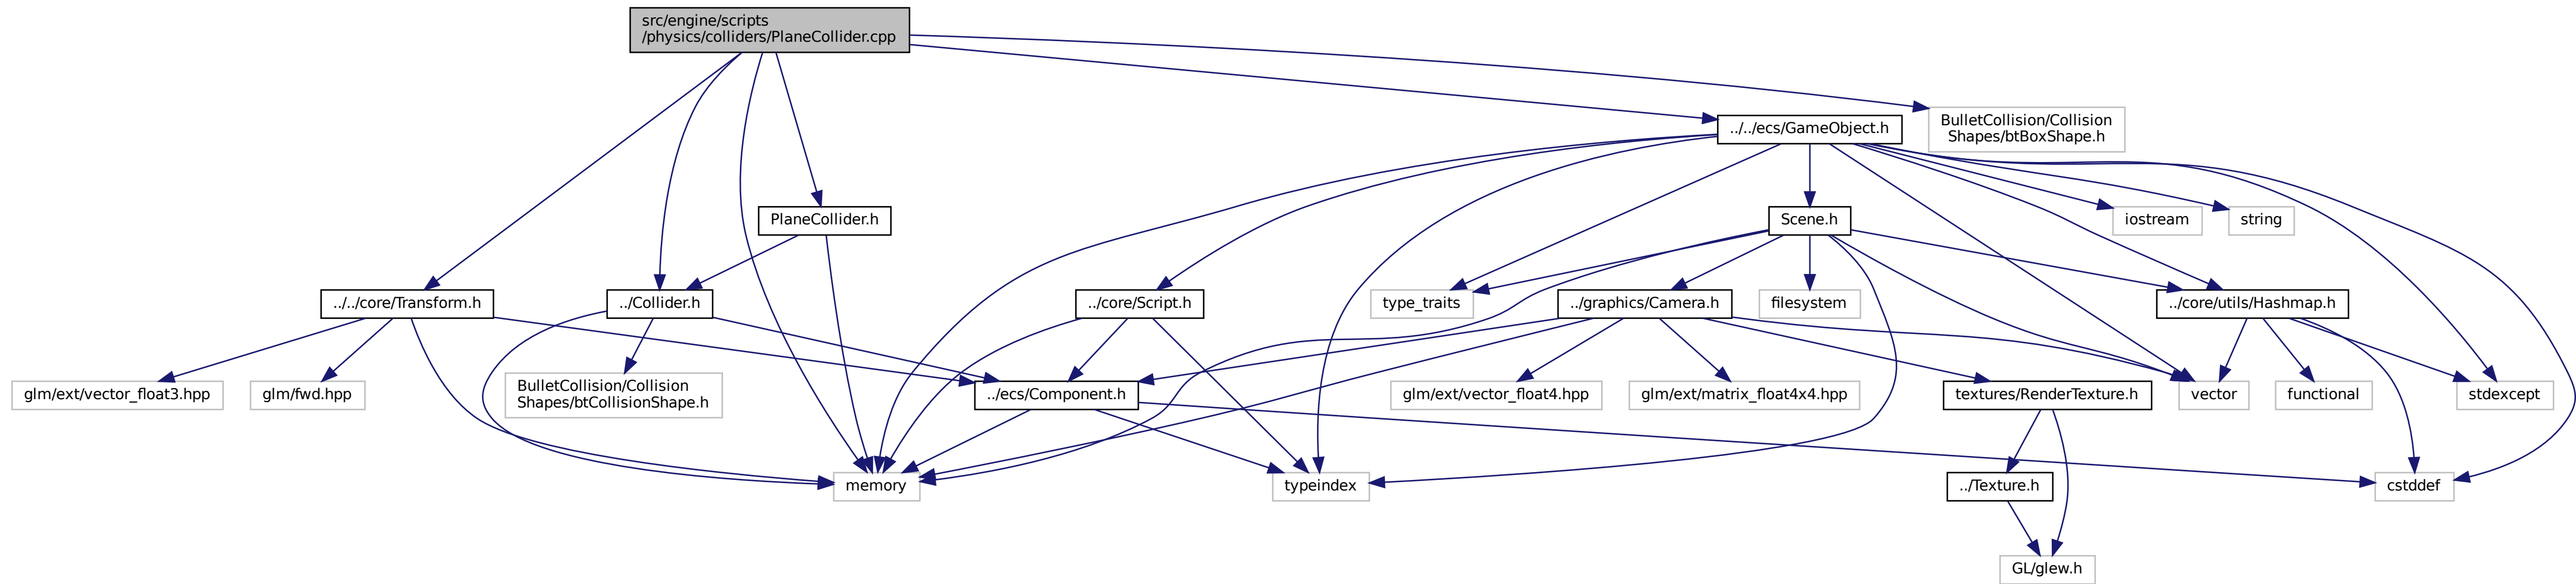 src/engine/scripts
/physics/colliders/PlaneCollider.cpp
BulletCollision/Collision
Shapes/btBoxShape.h
../../ecs/GameObject.h
PlaneCollider.h
Scene.h
iostream
string
../../core/Transform.h
../Collider.h
../core/Script.h
type_traits
../graphics/Camera.h
filesystem
../core/utils/Hashmap.h
glm/ext/vector_float3.hpp
glm/fwd.hpp
BulletCollision/Collision
Shapes/btCollisionShape.h
../ecs/Component.h
glm/ext/vector_float4.hpp
glm/ext/matrix_float4x4.hpp
textures/RenderTexture.h
vector
functional
stdexcept
memory
typeindex
../Texture.h
cstddef
GL/glew.h